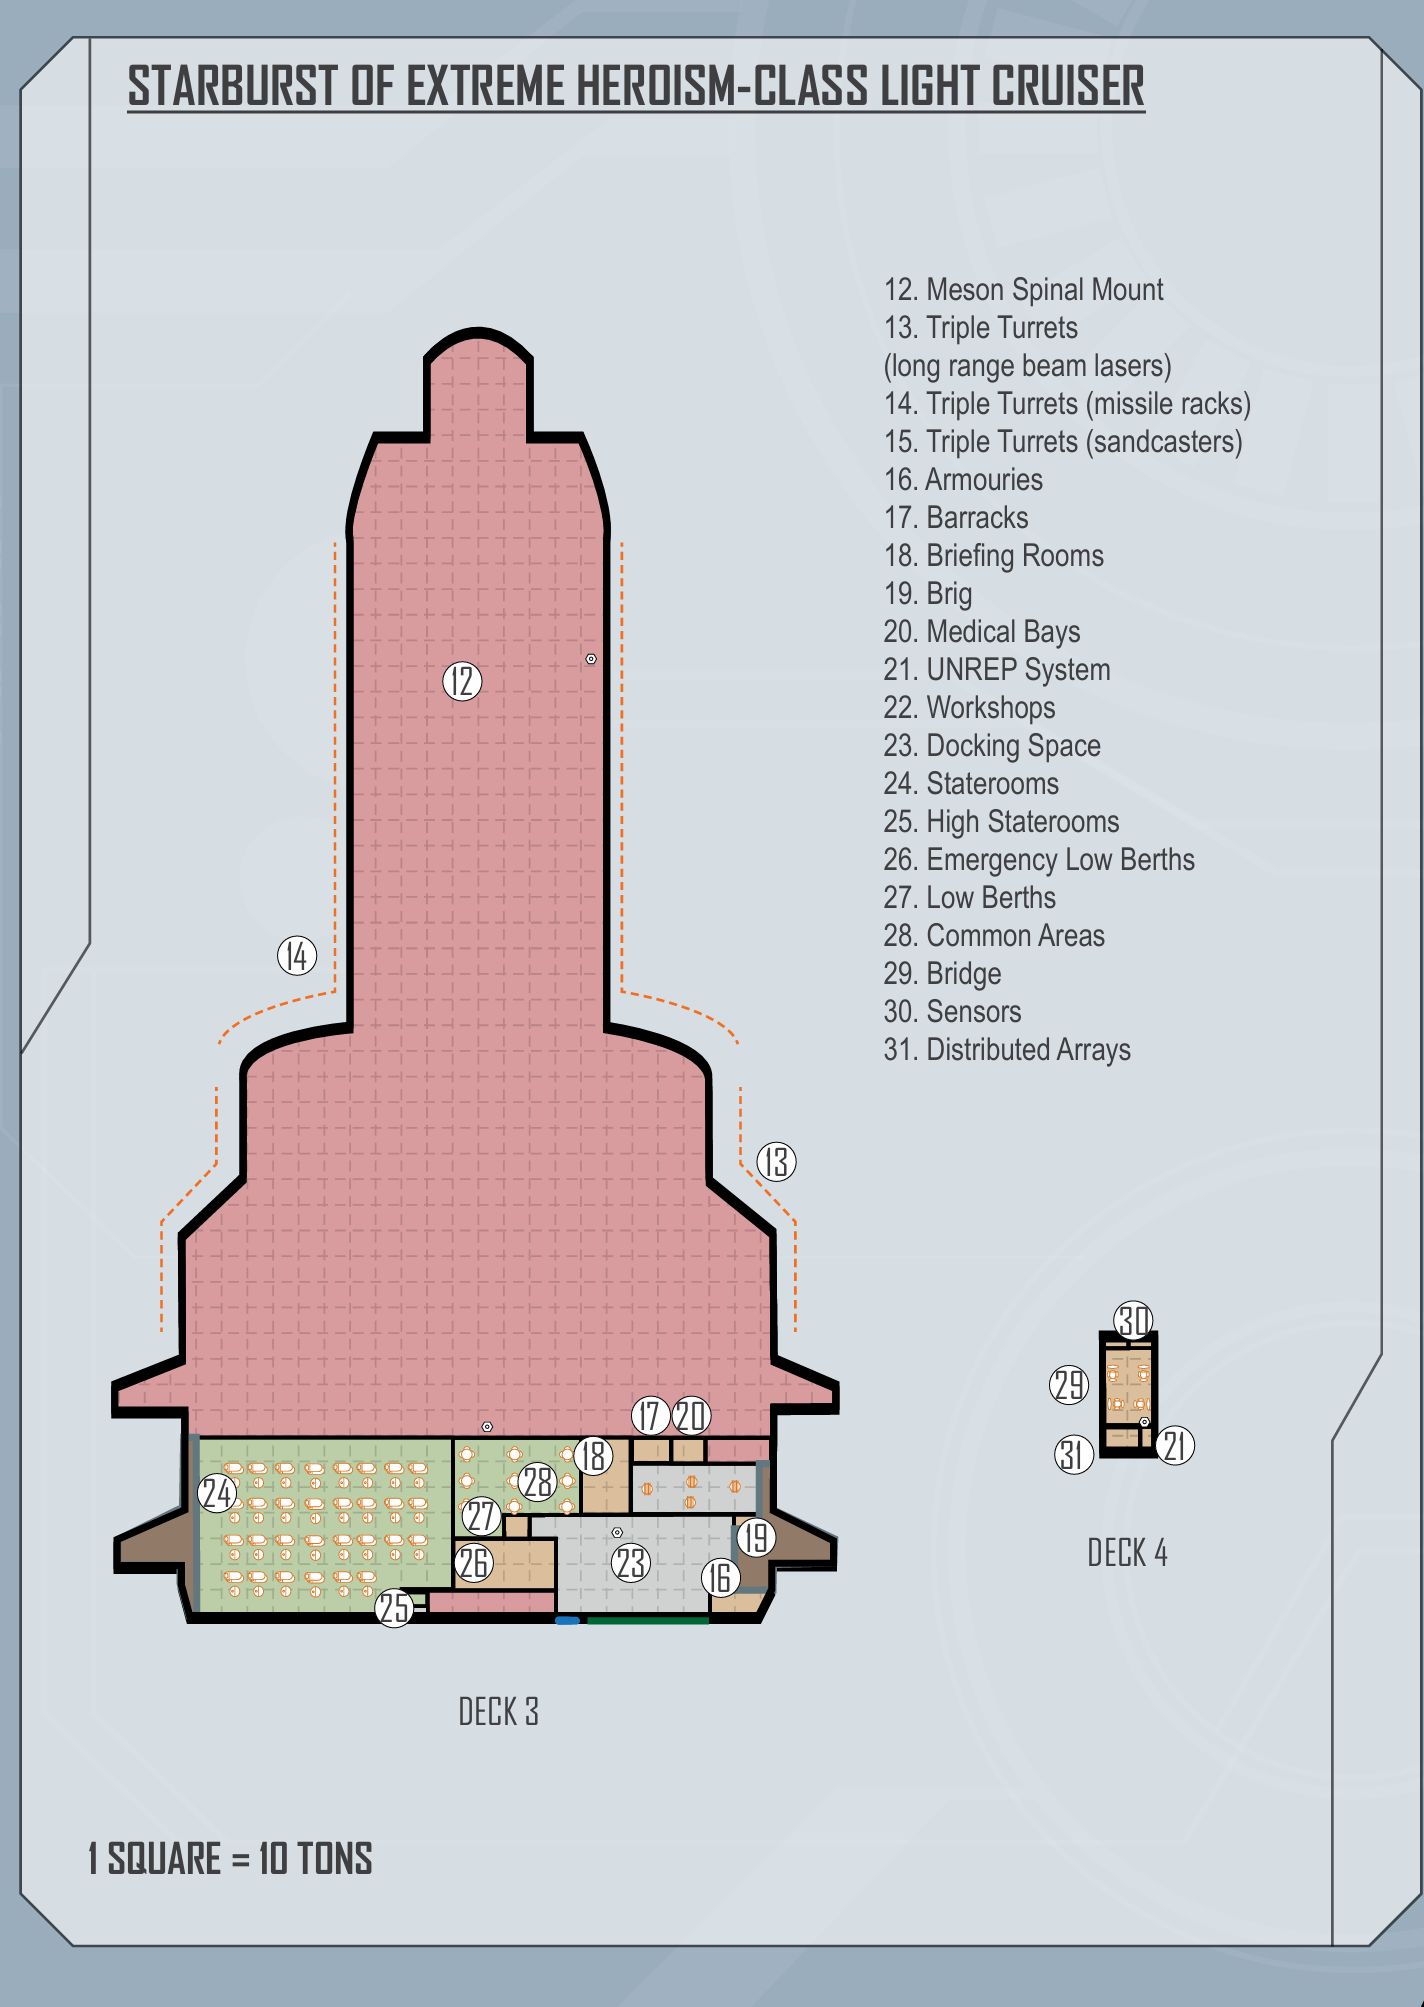 STARBURST OF EXTREME HEROISM-CLASS LIGHT CRUISER
12. Meson Spinal Mount
13. Triple Turrets
(long range beam lasers)
14. Triple Turrets (missile racks)
15. Triple Turrets (sandcasters)
16. Armouries
17. Barracks
18. Briefing Rooms
19. Brig
20. Medical Bays
21. UNREP System
22. Workshops
23. Docking Space
24. Staterooms
25. High Staterooms
26. Emergency Low Berths
27. Low Berths
28. Common Areas
29. Bridge
30. Sensors
31. Distributed Arrays
12
14
13
30
29
31
21
17
20
18
28
24
27
19
26
23
16
25
DECK 4
DECK 3
1 SQUARE = 10 TONS